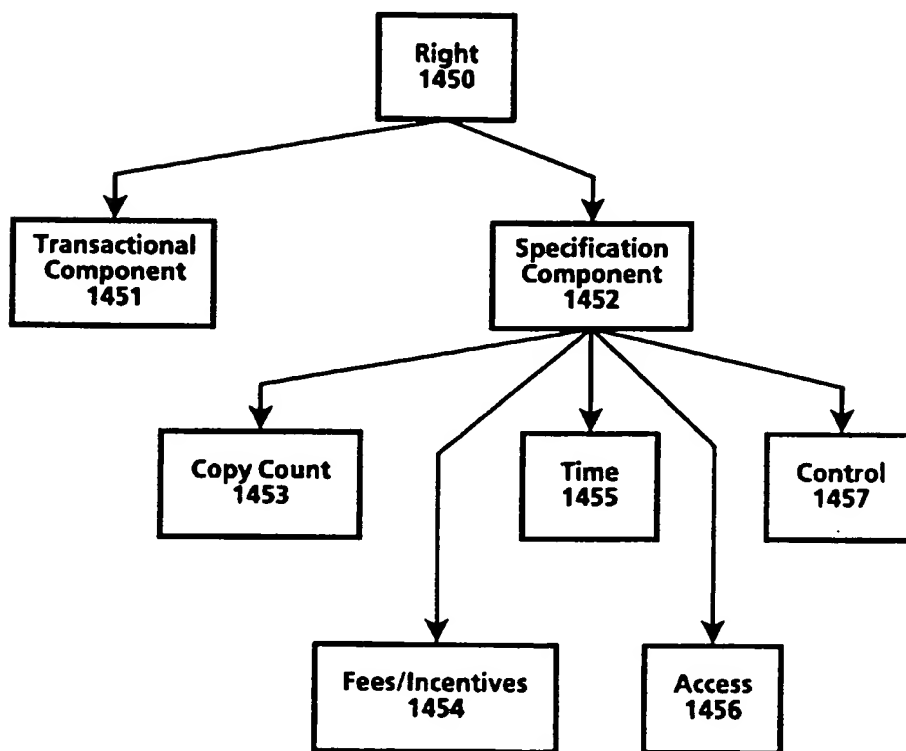 Right
1450
Transactional
Component
1451
Specification
Component
1452
Copy Count
1453
Time
1455
Control
1457
Fees/Incentives
1454
Access
1456